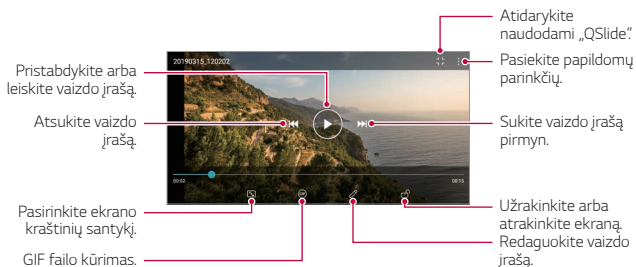 Atidarykite
naudodami „QSlide“.
Pasiekite papildomų
parinkčių.
20190315_120202
Pristabdykite arba
leiskite vaizdo įrašą.
Atsukite vaizdo
įrašą.
Sukite vaizdo įrašą
pirmyn.
00:02
00:15
GIF
Pasirinkite ekrano
kraštinių santykį.
GIF failo kūrimas.
Užrakinkite arba
atrakinkite ekraną.
Redaguokite vaizdo
įrašą.